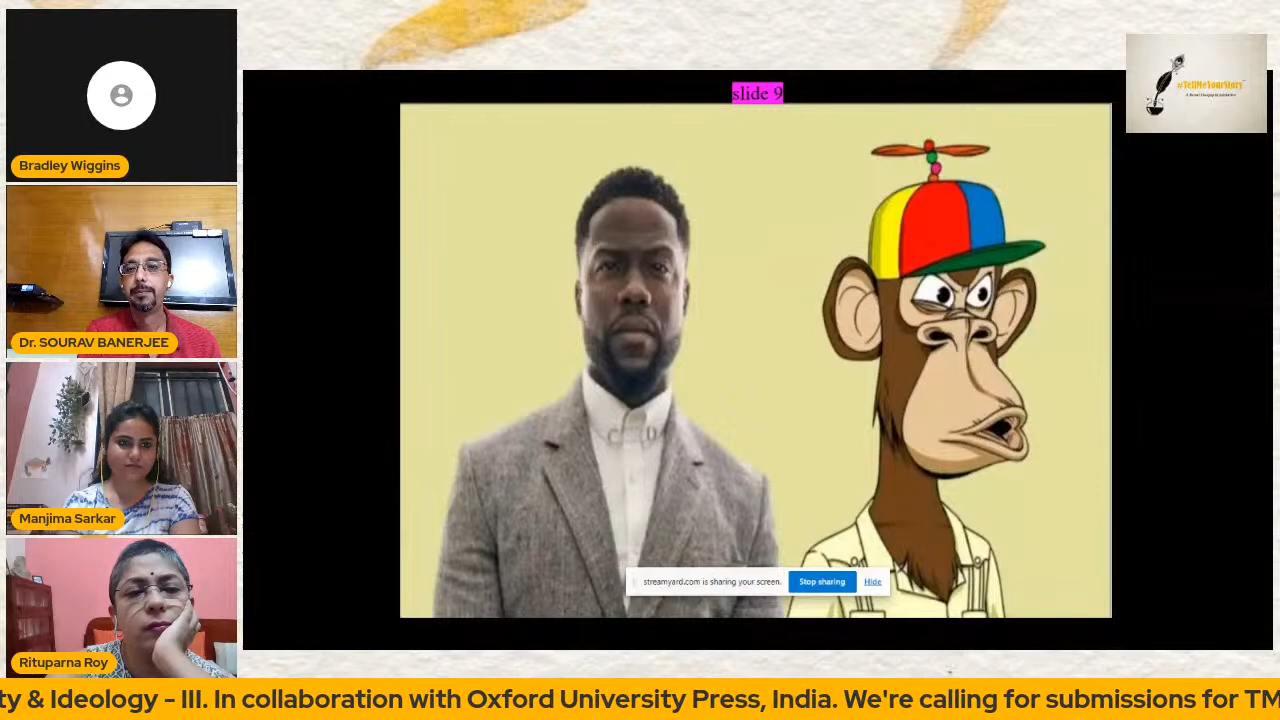 Bradley Wiggins
Dr. SOURAV BANERJEE
Manjima Sarkar
Rituparna Roy
slide 9
#TellMeYourStory
streamyard.com is sharing your screen.
Stop sharing
Hide
ty & Ideology - III. In collaboration with Oxford University Press, India. We're calling for submissions for TM